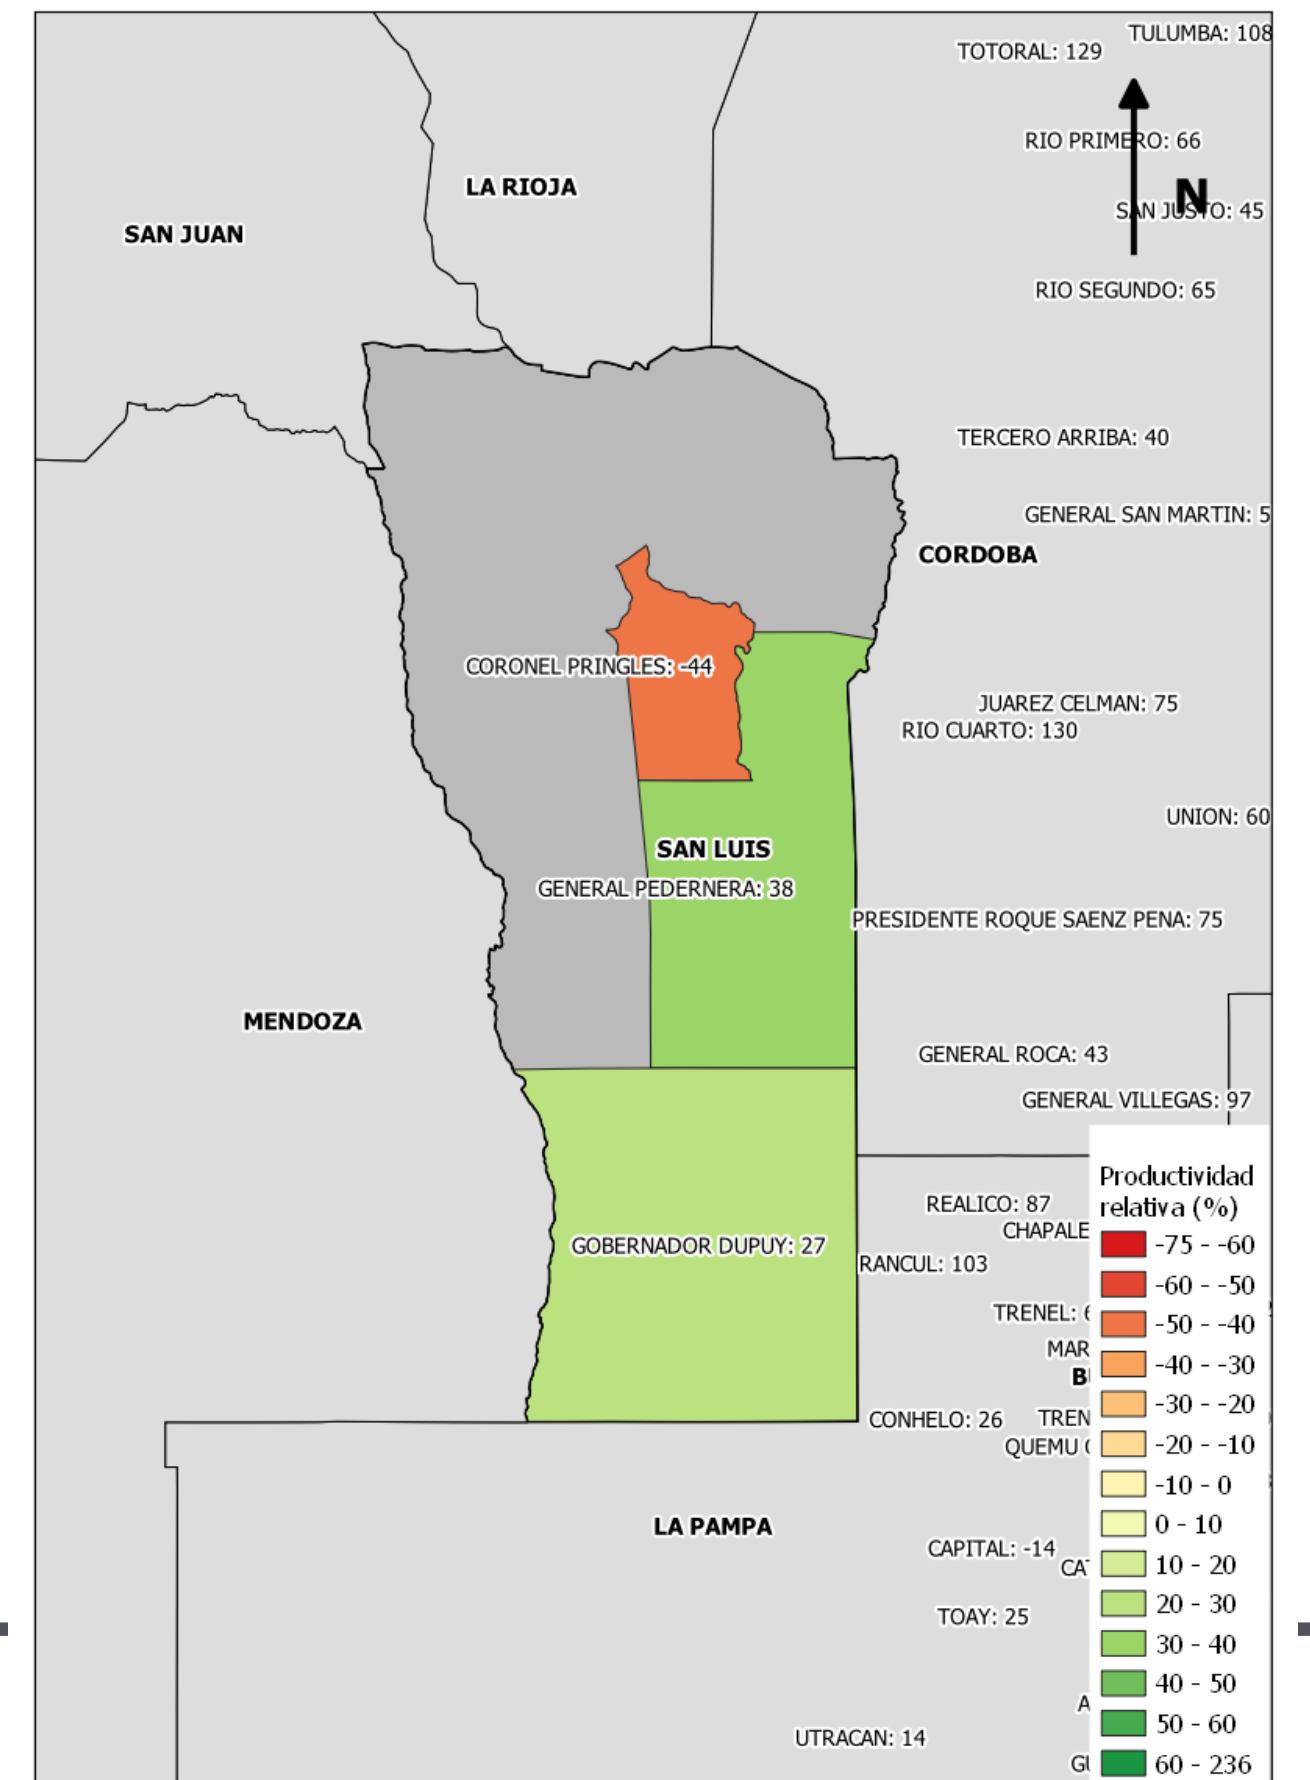 TULUMBA: 108
TOTORAL: 129
RIO PRIMERO: 66
LA RIOJA
N
SAN JUSTO: 45
SAN JUAN
RIO SEGUNDO: 65
TERCERO ARRIBA: 40
GENERAL SAN MARTIN: 5
CORDOBA
CORONEL PRINGLES: -44
JUAREZ CELMAN: 75
RIO CUARTO: 130
UNION: 60
SAN LUIS
GENERAL PEDERNERA: 38
PRESIDENTE ROQUE SAENZ PENA: 75
MENDOZA
GENERAL ROCA: 43
GENERAL VILLEGAS: 97
REALICO: 87
CHAPALE
GOBERNADOR DUPUY: 27
RANCUL: 103
TRENEL:
MAR
CONHELO: 26
TREN
QUEMU
LA PAMPA
CAPITAL: -14
CAT
TOAY: 25
A
UTRACAN: 14
Productividad
relativa (%)
-75 - -60
-60 - -50
-50 - -40
-40 - -30
-30 - -20
-20 - -10
-10 - 0
0 - 10
10 - 20
20 - 30
30 - 40
40 - 50
50 - 60
60 - 236